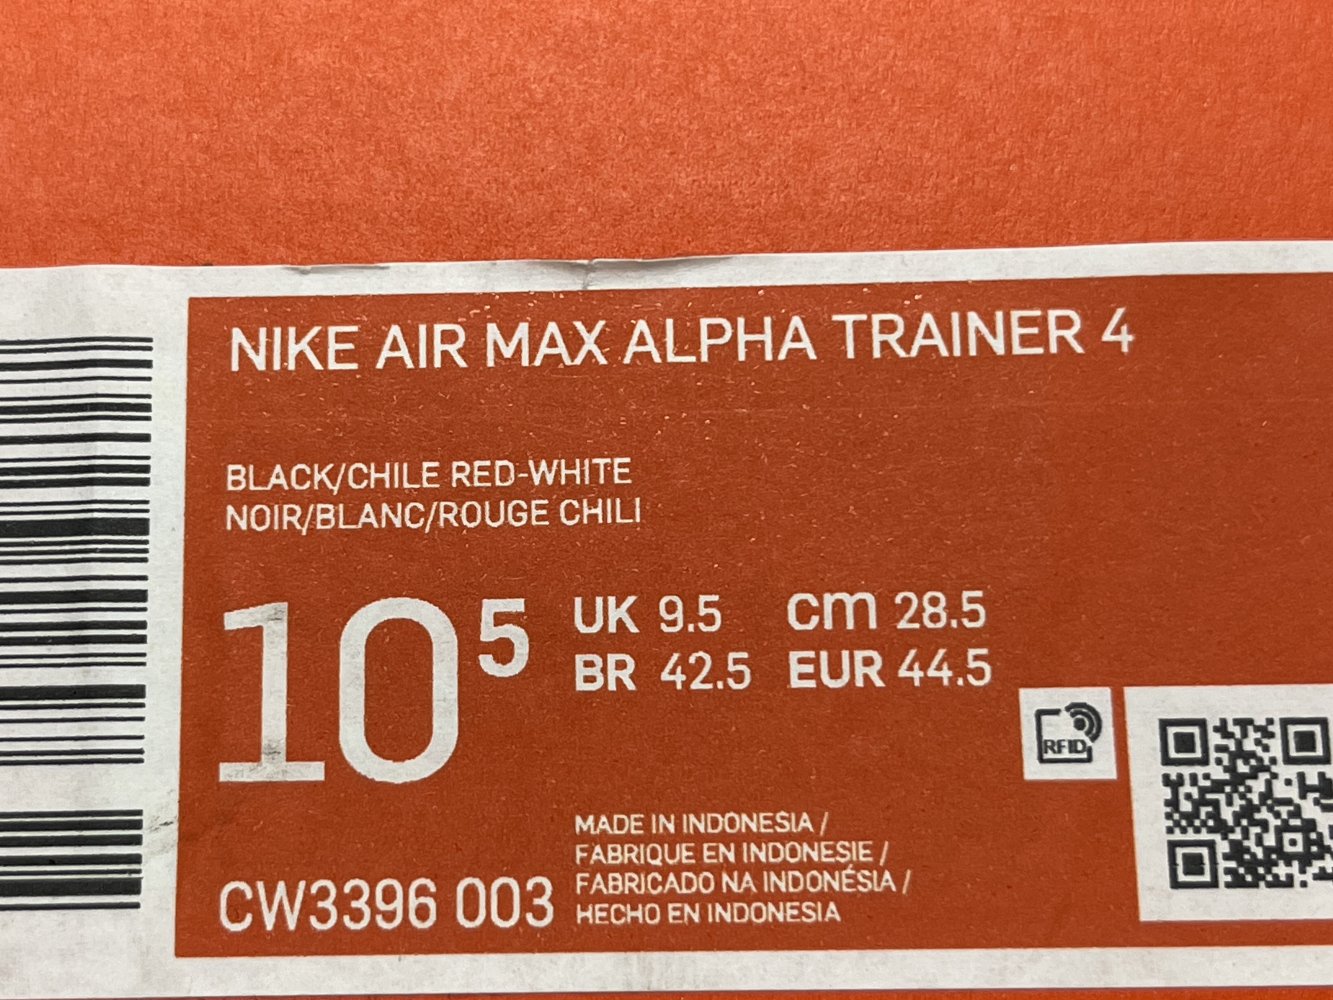 NIKE AIR MAX ALPHA TRAINER 4
BLACK/CHILE RED-WHITE
NOIR/BLANC/ROUGE CHILI
10 5
UK 9.5 cm 28.5
BR 42.5 EUR 44.5
RFID
MADE IN INDONESIA /
FABRIQUE EN INDONESIE /
FABRICADO NA INDONÉSIA /
HECHO EN INDONESIA
CW3396 003